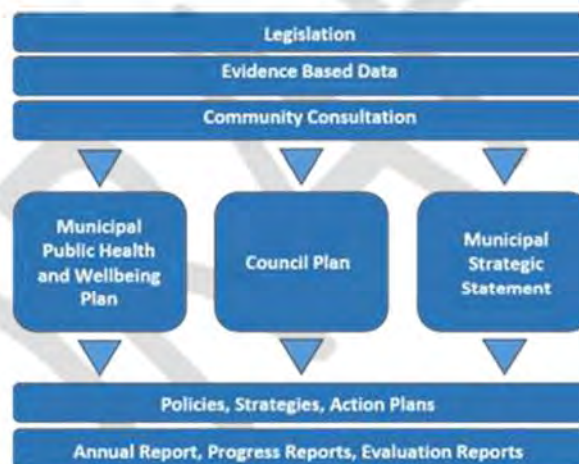 Legislation
Evidence Based Data
Community Consultation
Municipal
Public Health
and Wellbeing
Plan
Council Plan
Municipal
Strategic
Statement
Policies, Strategies, Action Plans
Annual Report, Progress Reports, Evaluation Reports